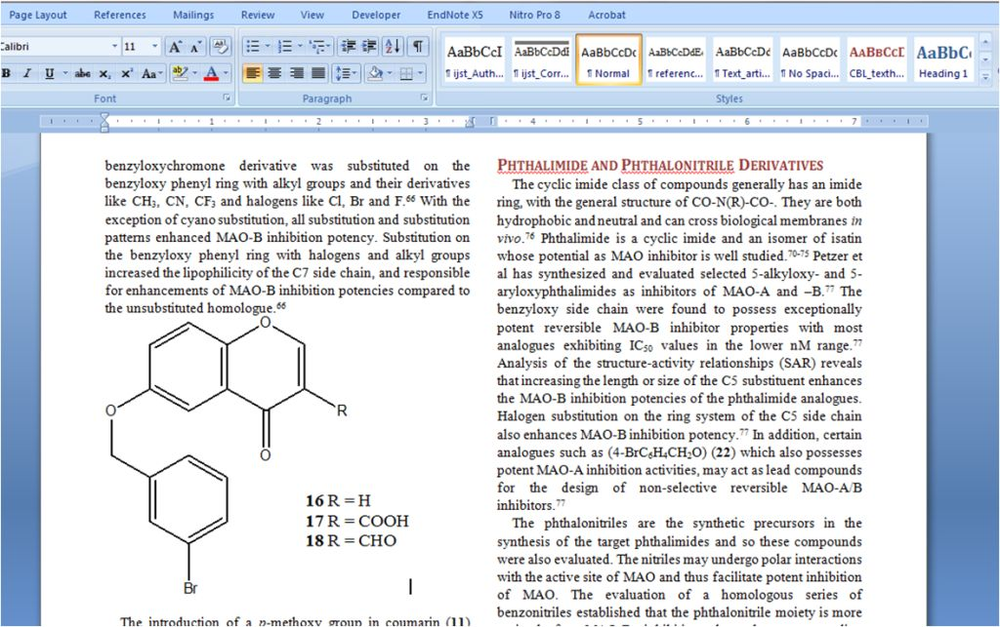 Page Layout References Mailings Review View Developer EndNote X5 Nitro Pro 8 Acrobat
Calibri 11
AaBbCcI AaBbCcDdI AaBbCcDc AaBbCcDdE AaBbCcDd AaBbCcDc AABBCCI AaBbC
¶ ijst_Auth... ¶ ijst_Corr... ¶ Normal ¶ referenc... ¶ Text_arti... ¶ No Spaci... CBL_texth... Heading 1
Font Paragraph Styles
1 2 3 4 5 6 7
benzyloxychromone derivative was substituted on the
benzyloxy phenyl ring with alkyl groups and their derivatives
like CH₃, CN, CF₃ and halogens like Cl, Br and F.⁶⁶ With the
exception of cyano substitution, all substitution and substitution
patterns enhanced MAO-B inhibition potency. Substitution on
the benzyloxy phenyl ring with halogens and alkyl groups
increased the lipophilicity of the C7 side chain, and responsible
for enhancements of MAO-B inhibition potencies compared to
the unsubstituted homologue.⁶⁶
O
O
R
O
16 R = H
17 R = COOH
18 R = CHO
Br
The introduction of a p-methoxy group in coumarin (11)
PHTHALIMIDE AND PHTHALONITRILE DERIVATIVES
The cyclic imide class of compounds generally has an imide
ring, with the general structure of CO-N(R)-CO-. They are both
hydrophobic and neutral and can cross biological membranes in
vivo.⁷⁶ Phthalimide is a cyclic imide and an isomer of isatin
whose potential as MAO inhibitor is well studied.⁷⁰⁻⁷⁵ Petzer et
al has synthesized and evaluated selected 5-alkyloxy- and 5-
aryloxyphthalimides as inhibitors of MAO-A and –B.⁷⁷ The
benzyloxy side chain were found to possess exceptionally
potent reversible MAO-B inhibitor properties with most
analogues exhibiting IC₅₀ values in the lower nM range.⁷⁷
Analysis of the structure-activity relationships (SAR) reveals
that increasing the length or size of the C5 substituent enhances
the MAO-B inhibition potencies of the phthalimide analogues.
Halogen substitution on the ring system of the C5 side chain
also enhances MAO-B inhibition potency.⁷⁷ In addition, certain
analogues such as (4-BrC₆H₄CH₂O) (22) which also possesses
potent MAO-A inhibition activities, may act as lead compounds
for the design of non-selective reversible MAO-A/B
inhibitors.⁷⁷
The phthalonitriles are the synthetic precursors in the
synthesis of the target phthalimides and so these compounds
were also evaluated. The nitriles may undergo polar interactions
with the active site of MAO and thus facilitate potent inhibition
of MAO. The evaluation of a homologous series of
benzonitriles established that the phthalonitrile moiety is more